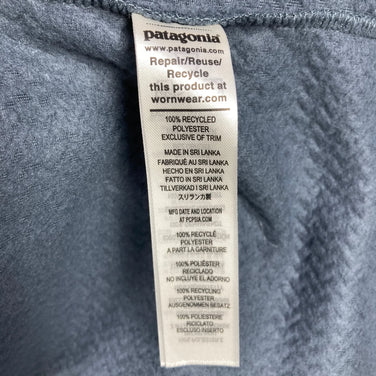 patagonia®
www.patagonia.com
Repair/Reuse/
Recycle
this product at
wornwear.com
100% RECYCLED
POLYESTER
EXCLUSIVE OF TRIM
MADE IN SRI LANKA
FABRIQUÉ AU SRI LANKA
HECHO EN SRI LANKA
FATTO IN SRI LANKA
TILLVERKAD I SRI LANKA
スリランカ製
MFG DATE AND LOCATION
AT PCPSIA.COM
100% RECYCLÉ
POLYESTER
A PART LA GARNITURE
100% POLIÉSTER
RECICLADO
NO INCLUYE EL ADORNO
100% RECYCLING
POLYESTER
AUSGENOMMEN BESATZ
100% POLIESTERE
RICICLATO
ESCLUSO INSERTO